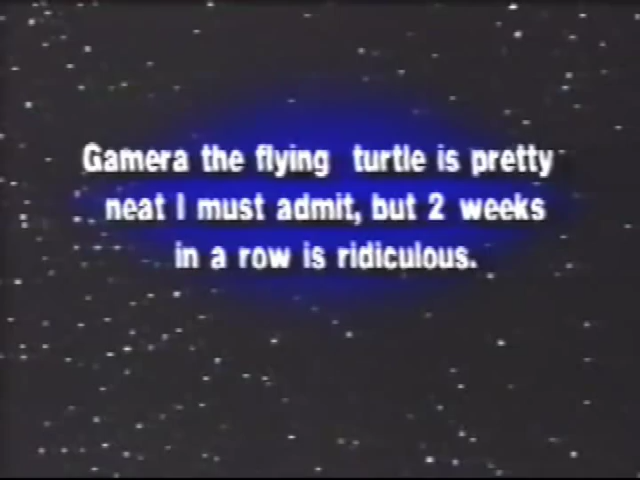 Gamera the flying turtle is pretty
neat I must admit, but 2 weeks
in a row is ridiculous.